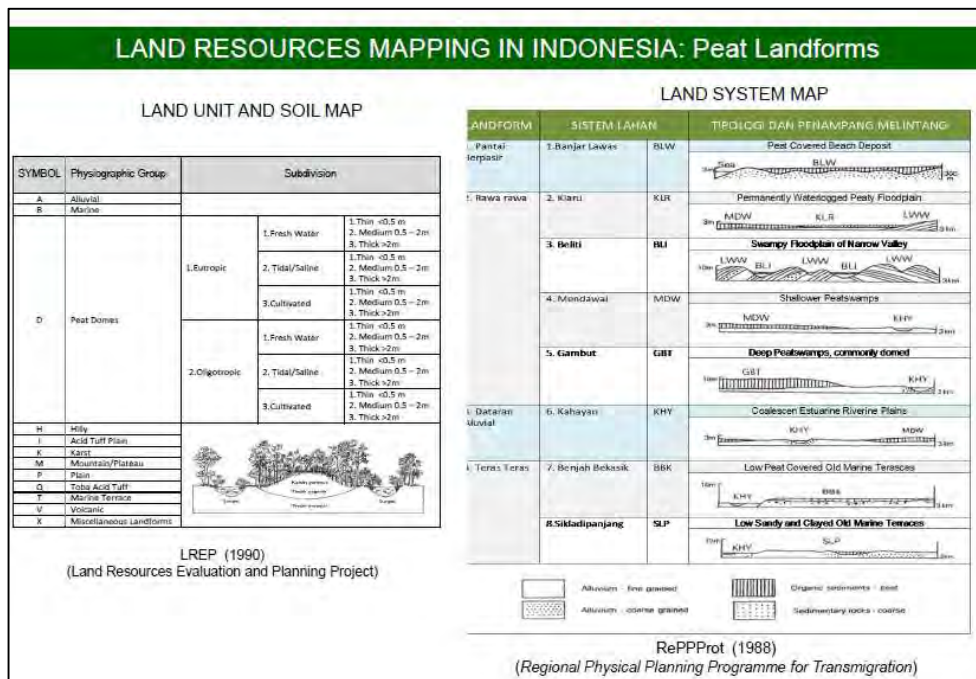 LAND RESOURCES MAPPING IN INDONESIA: Peat Landforms
LAND UNIT AND SOIL MAP
SYMBOL Physiographic Group Subdivision
A Alluvial
B Marine
D Peat Domes
1.Eutropic
1.Fresh Water
1.Thin <0.5 m
2. Medium 0.5 – 2m
3. Thick >2m
2. Tidal/Saline
1.Thin <0.5 m
2. Medium 0.5 – 2m
3. Thick >2m
3.Cultivated
1.Thin <0.5 m
2. Medium 0.5 – 2m
3. Thick >2m
2.Oligotropic
1.Fresh Water
1.Thin <0.5 m
2. Medium 0.5 – 2m
3. Thick >2m
2. Tidal/Saline
1.Thin <0.5 m
2. Medium 0.5 – 2m
3. Thick >2m
3.Cultivated
1.Thin <0.5 m
2. Medium 0.5 – 2m
3. Thick >2m
H Hilly
I Acid Tuff Plain
K Karst
M Mountain/Plateau
P Plain
Q Toba Acid Tuff
T Marine Terrace
V Volcanic
X Miscellaneous Landforms
LREP (1990)
(Land Resources Evaluation and Planning Project)
LAND SYSTEM MAP
LANDFORM SISTEM LAHAN TIPOLOGI DAN PENAMPANG MELINTANG
Pantai
Berpasir
1.Banjar Lawas BLW Peat Covered Beach Deposit
Sea BLW
2. Rawa rawa 2. Klaru KLR Permanently Waterlogged Peaty Floodplain
MDW KLR LWW
3m
3. Beliti BLI Swampy Floodplain of Narrow Valley
LWW BLI LWW BLI LWW
10m
4. Mendawai MDW Shallower Peatswamps
MDW KHY
5. Gambut GBT Deep Peatswamps, commonly domed
GBT KHY
Dataran
Aluvial
6. Kahayan KHY Coalescen Estuarine Riverine Plains
KHY MDW
3m
Teras Teras 7. Benjah Bekasik BBK Low Peat Covered Old Marine Terasces
KHY BBK
8.Sikladipanjang SLP Low Sandy and Clayed Old Marine Terraces
KHY SLP
Alluvium - fine grained
Organic sediments - peat
Alluvium - coarse grained
Sedimentary rocks - coarse
RePPProt (1988)
(Regional Physical Planning Programme for Transmigration)